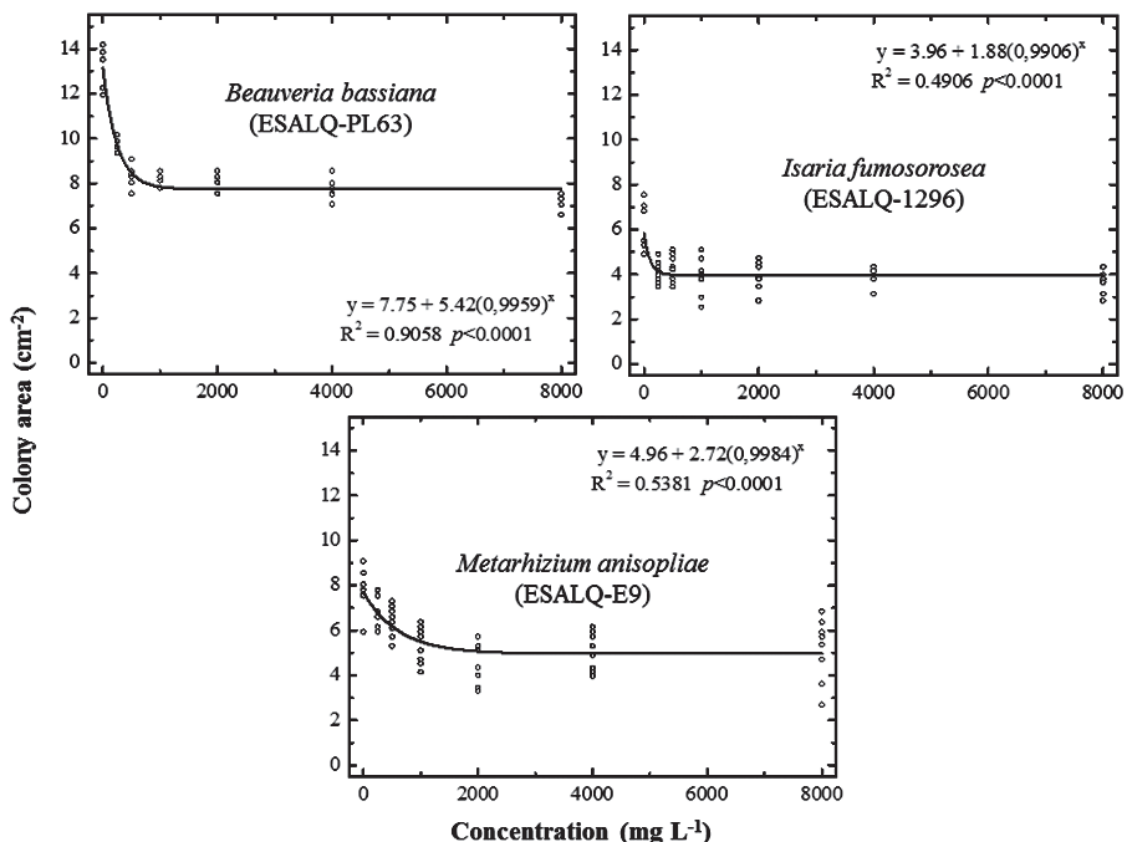 Colony area (cm⁻²)
14
12
10
8
6
4
2
0
Beauveria bassiana
(ESALQ-PL63)
y = 7.75 + 5.42(0,9959)ˣ
R² = 0.9058 p<0.0001
0 2000 4000 6000 8000
14
12
10
8
6
4
2
0
y = 3.96 + 1.88(0,9906)ˣ
R² = 0.4906 p<0.0001
Isaria fumosorosea
(ESALQ-1296)
0 2000 4000 6000 8000
14
12
10
8
6
4
2
0
y = 4.96 + 2.72(0,9984)ˣ
R² = 0.5381 p<0.0001
Metarhizium anisopliae
(ESALQ-E9)
0 2000 4000 6000 8000
Concentration (mg L⁻¹)